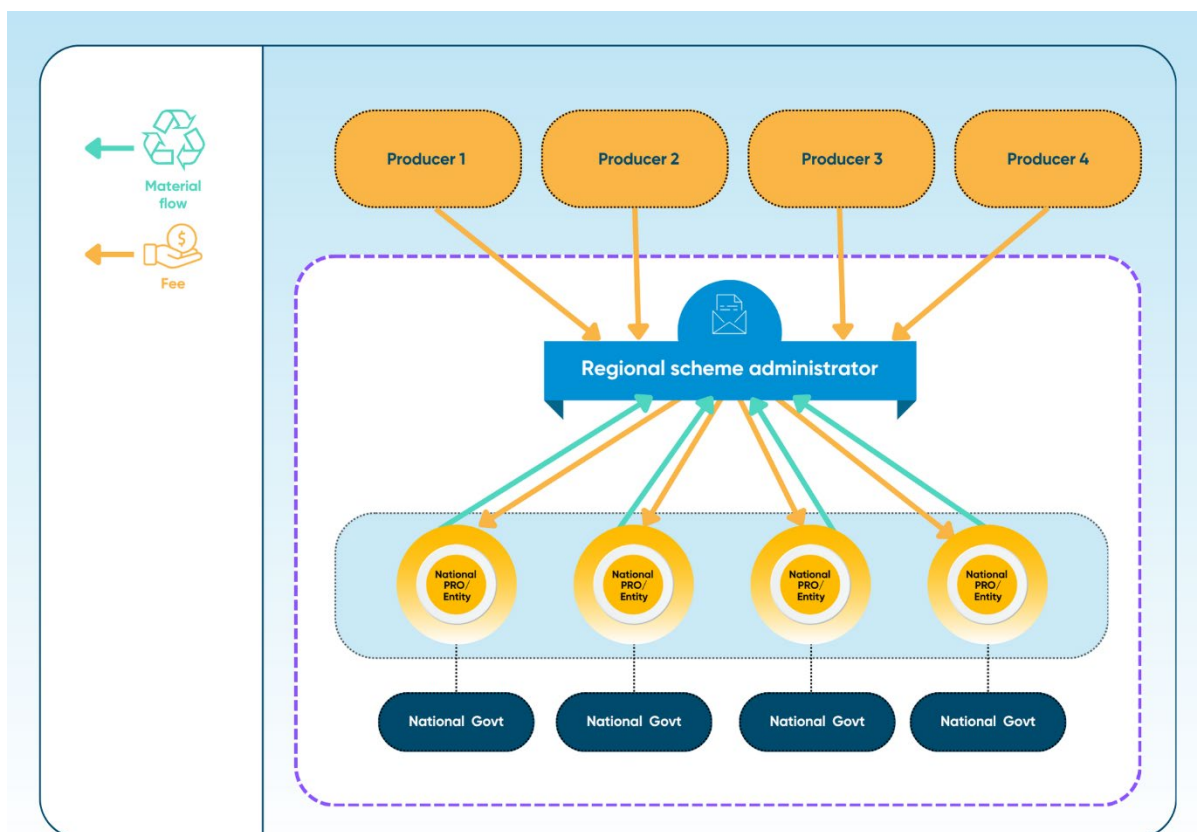 Material
flow
$
Fee
Producer 1
Producer 2
Producer 3
Producer 4
Regional scheme administrator
National
PRO/
Entity
National
PRO/
Entity
National
PRO/
Entity
National
PRO/
Entity
National Govt
National Govt
National Govt
National Govt